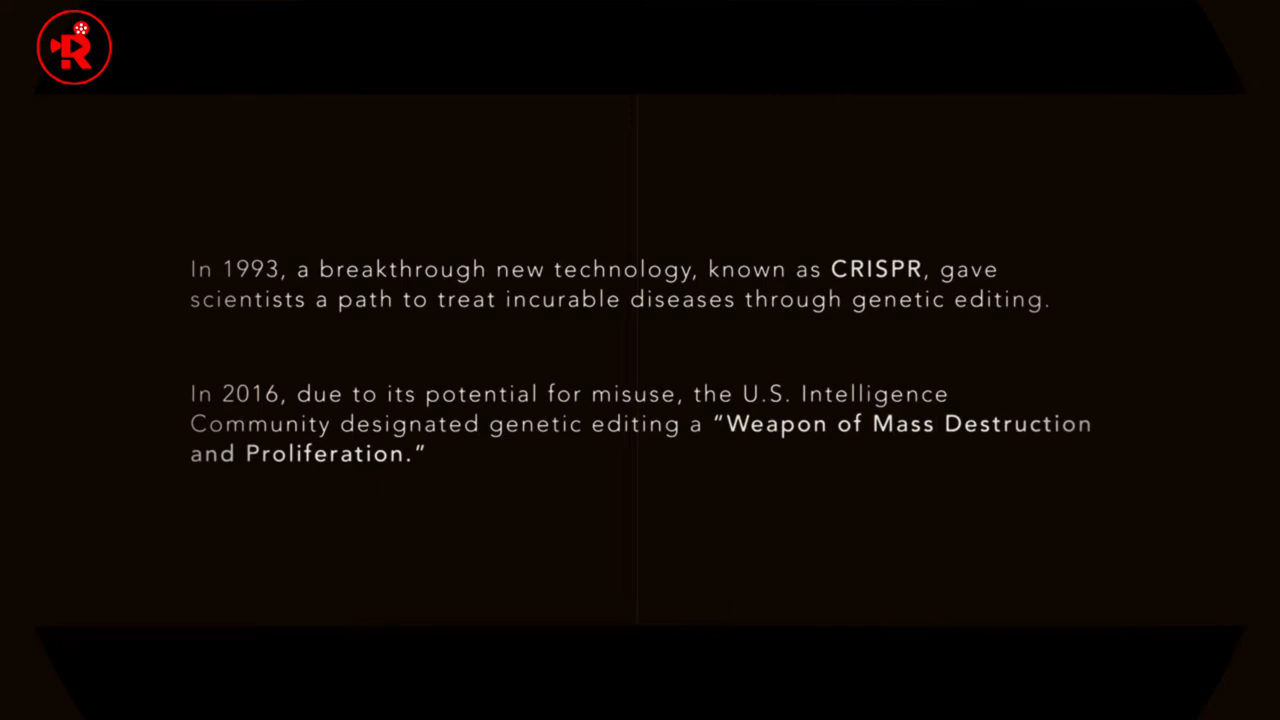 In 1993, a breakthrough new technology, known as CRISPR, gave
scientists a path to treat incurable diseases through genetic editing.
In 2016, due to its potential for misuse, the U.S. Intelligence
Community designated genetic editing a “Weapon of Mass Destruction
and Proliferation.”